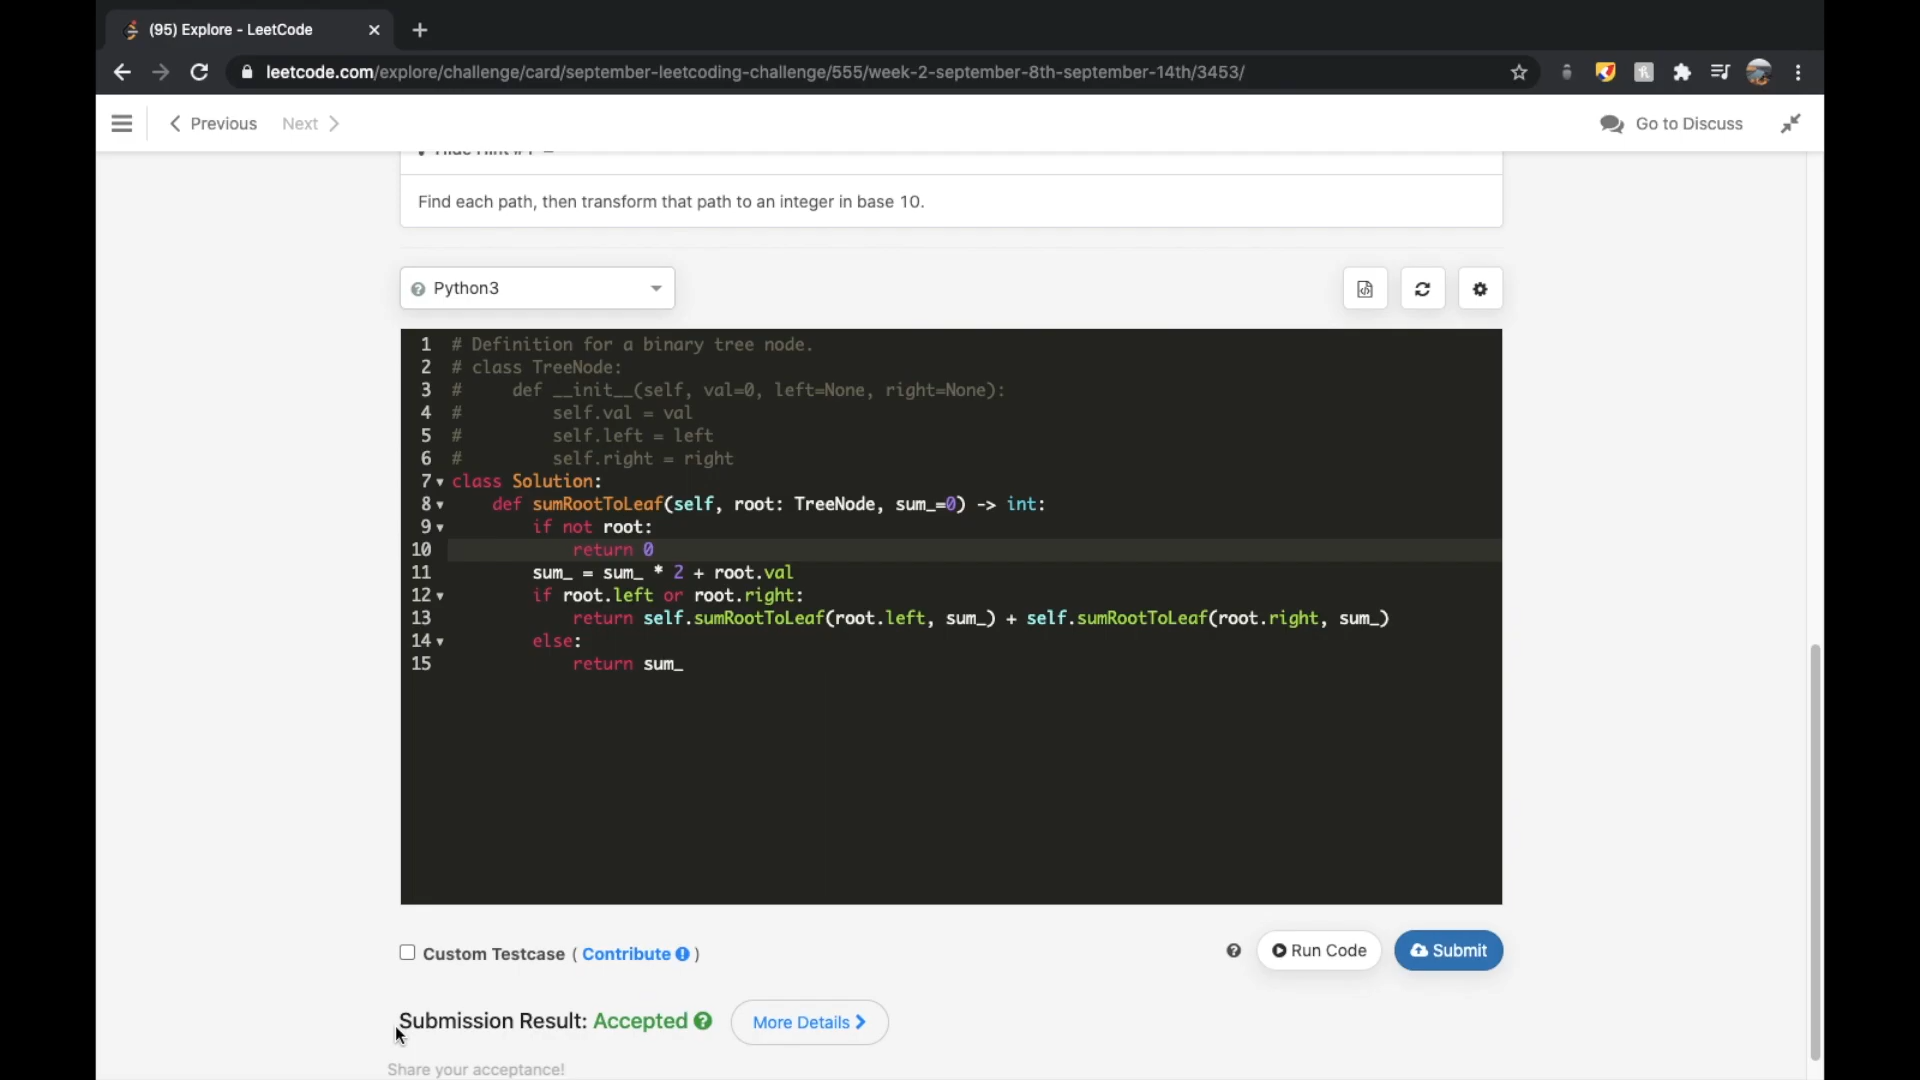 (95) Explore - LeetCode
leetcode.com/explore/challenge/card/september-leetcoding-challenge/555/week-2-september-8th-september-14th/3453/
Previous Next Go to Discuss
Find each path, then transform that path to an integer in base 10.
Python3
1 # Definition for a binary tree node.
2 # class TreeNode:
3 #     def __init__(self, val=0, left=None, right=None):
4 #         self.val = val
5 #         self.left = left
6 #         self.right = right
7 class Solution:
8     def sumRootToLeaf(self, root: TreeNode, sum_=0) -> int:
9         if not root:
10             return 0
11         sum_ = sum_ * 2 + root.val
12         if root.left or root.right:
13             return self.sumRootToLeaf(root.left, sum_) + self.sumRootToLeaf(root.right, sum_)
14         else:
15             return sum_
Custom Testcase ( Contribute ) Run Code Submit
Submission Result: Accepted More Details
Share your acceptance!